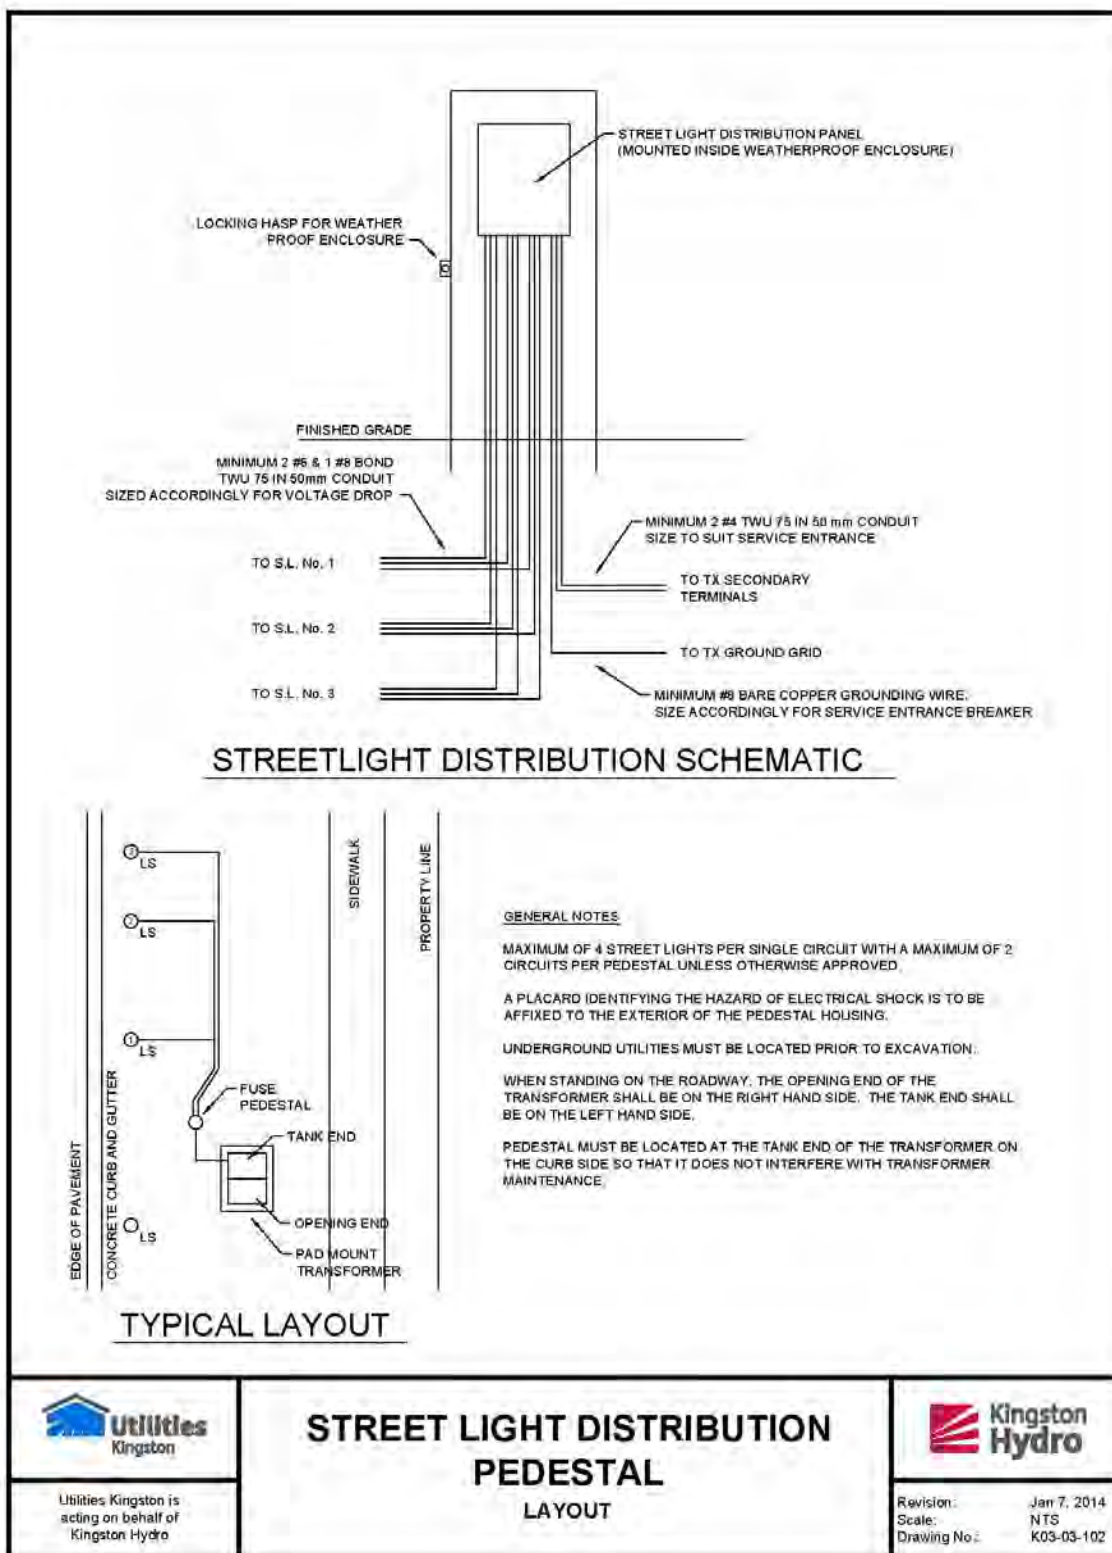 STREET LIGHT DISTRIBUTION PANEL
(MOUNTED INSIDE WEATHERPROOF ENCLOSURE)
LOCKING HASP FOR WEATHER
PROOF ENCLOSURE
FINISHED GRADE
MINIMUM 2 #6 & 1 #8 BOND
TWU 75 IN 50mm CONDUIT
SIZED ACCORDINGLY FOR VOLTAGE DROP
MINIMUM 2 #4 TWU 75 IN 50 mm CONDUIT
SIZE TO SUIT SERVICE ENTRANCE
TO S.L. No. 1
TO TX SECONDARY
TERMINALS
TO S.L. No. 2
TO TX GROUND GRID
TO S.L. No. 3
MINIMUM #6 BARE COPPER GROUNDING WIRE.
SIZE ACCORDINGLY FOR SERVICE ENTRANCE BREAKER
STREETLIGHT DISTRIBUTION SCHEMATIC
3
LS
2
LS
1
LS
LS
EDGE OF PAVEMENT
CONCRETE CURB AND GUTTER
SIDEWALK
PROPERTY LINE
FUSE
PEDESTAL
TANK END
OPENING END
PAD MOUNT
TRANSFORMER
TYPICAL LAYOUT
GENERAL NOTES
MAXIMUM OF 4 STREET LIGHTS PER SINGLE CIRCUIT WITH A MAXIMUM OF 2
CIRCUITS PER PEDESTAL UNLESS OTHERWISE APPROVED.
A PLACARD IDENTIFYING THE HAZARD OF ELECTRICAL SHOCK IS TO BE
AFFIXED TO THE EXTERIOR OF THE PEDESTAL HOUSING.
UNDERGROUND UTILITIES MUST BE LOCATED PRIOR TO EXCAVATION.
WHEN STANDING ON THE ROADWAY, THE OPENING END OF THE
TRANSFORMER SHALL BE ON THE RIGHT HAND SIDE. THE TANK END SHALL
BE ON THE LEFT HAND SIDE.
PEDESTAL MUST BE LOCATED AT THE TANK END OF THE TRANSFORMER ON
THE CURB SIDE SO THAT IT DOES NOT INTERFERE WITH TRANSFORMER
MAINTENANCE.
Utilities
Kingston
Utilities Kingston is
acting on behalf of
Kingston Hydro
STREET LIGHT DISTRIBUTION
PEDESTAL
LAYOUT
Kingston
Hydro
Revision: Jan 7, 2014
Scale: NTS
Drawing No.: K03-03-102